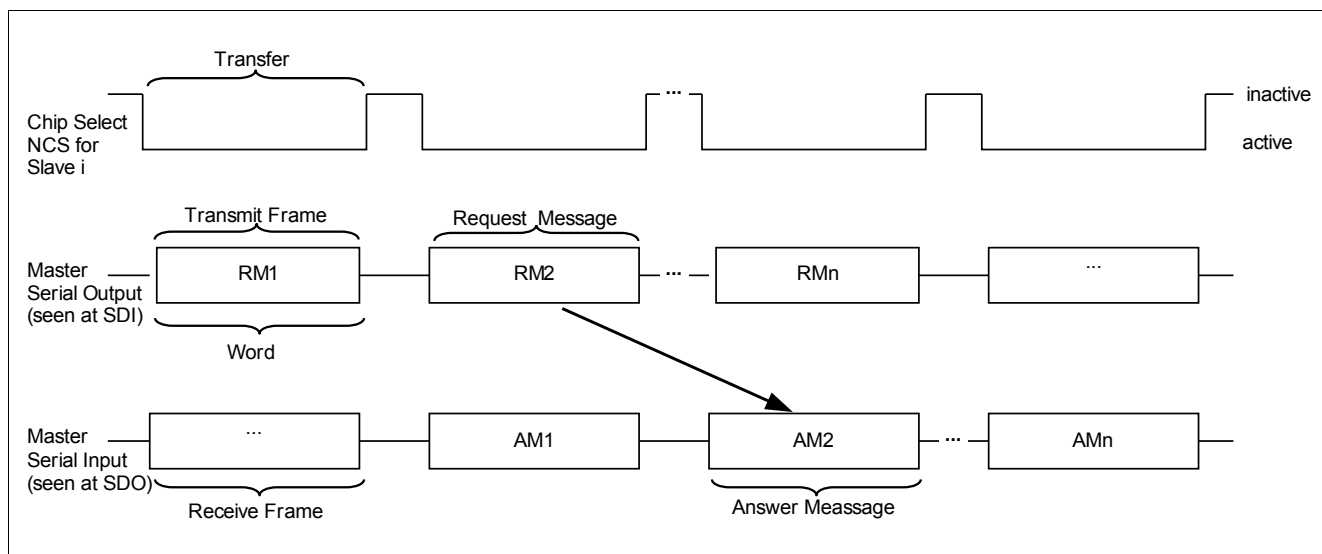 Transfer
...
inactive
Chip Select
NCS for
Slave i
active
Transmit Frame
Request Message
Master
Serial Output
(seen at SDI)
RM1
RM2
...
RMn
...
Word
Master
Serial Input
(seen at SDO)
...
AM1
AM2
...
AMn
Receive Frame
Answer Meassage